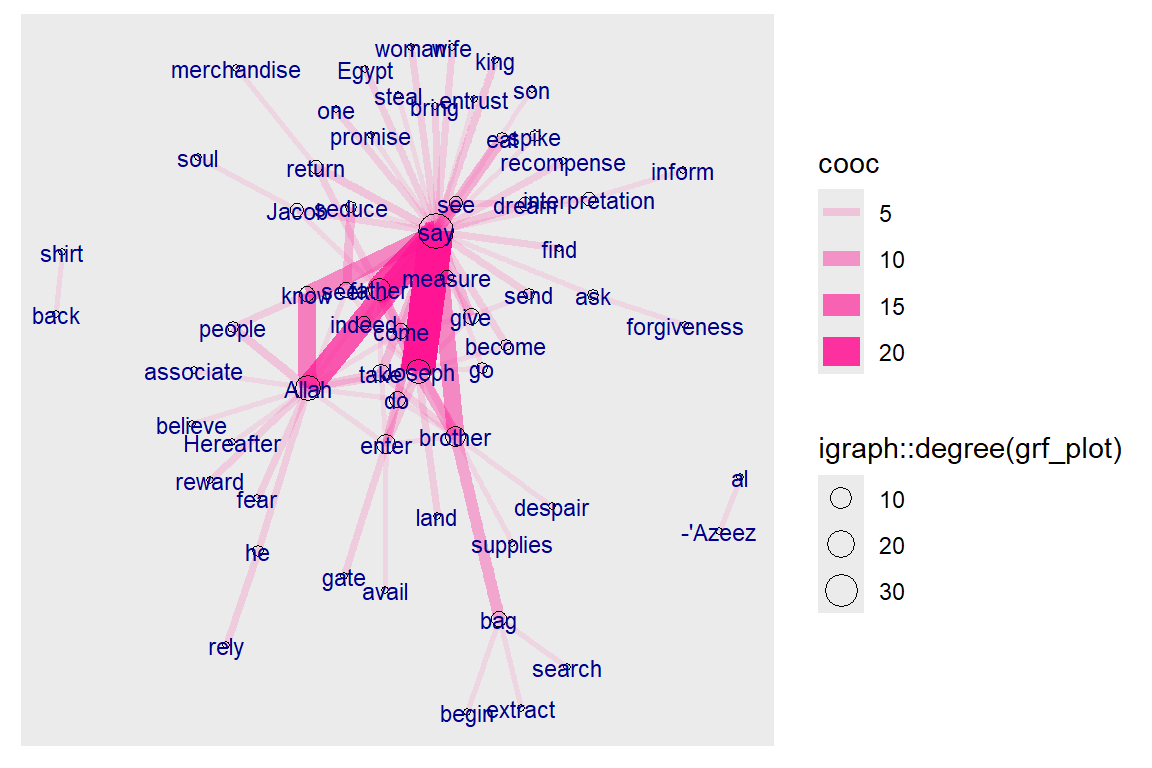 woman
wife
king
merchandise
Egypt
steal
bring
entrust
son
one
promise
eat
spike
soul
return
recompense
inform
Jacob
seduce
see
dream
interpretation
say
shirt
find
know
seek
father
measure
send
ask
back
people
indeed
come
give
forgiveness
become
associate
Allah
take
Joseph
go
do
believe
Hereafter
enter
brother
reward
fear
al
land
despair
-'Azeez
he
supplies
gate
avail
bag
rely
search
begin
extract
cooc
5
10
15
20
igraph::degree(grf_plot)
10
20
30